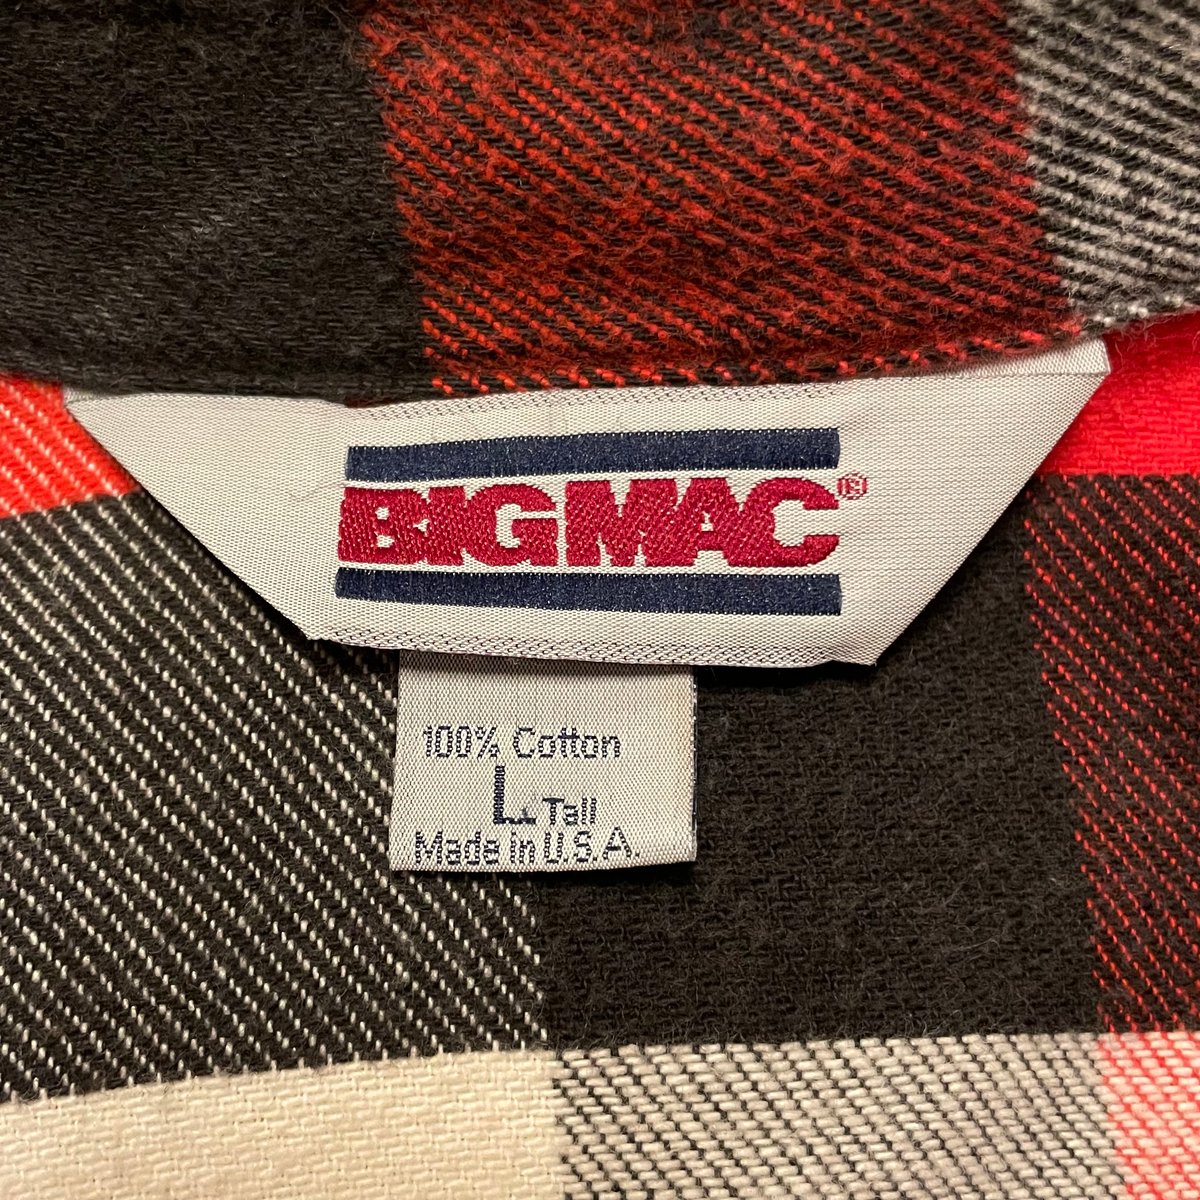 BIG MAC®
100% Cotton
L Tall
Made in U.S.A.